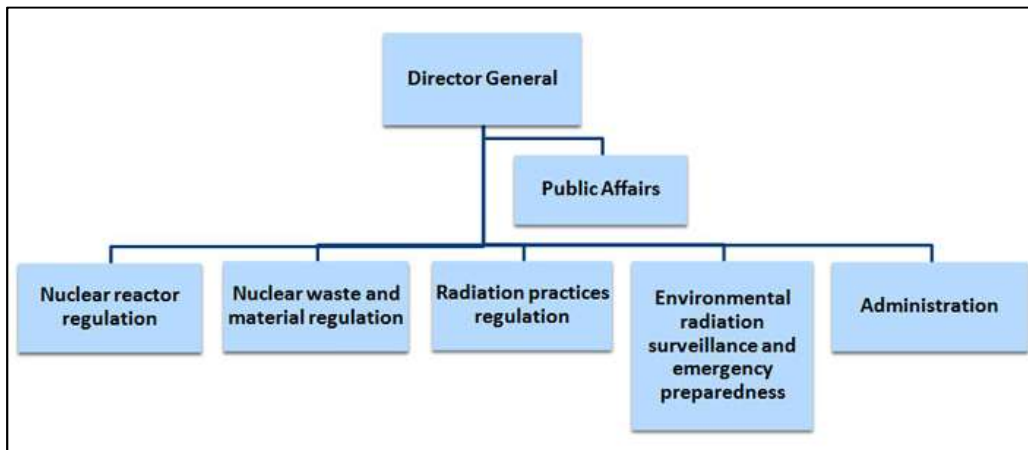 Director General
Public Affairs
Nuclear reactor
regulation
Nuclear waste and
material regulation
Radiation practices
regulation
Environmental
radiation
surveillance and
emergency
preparedness
Administration